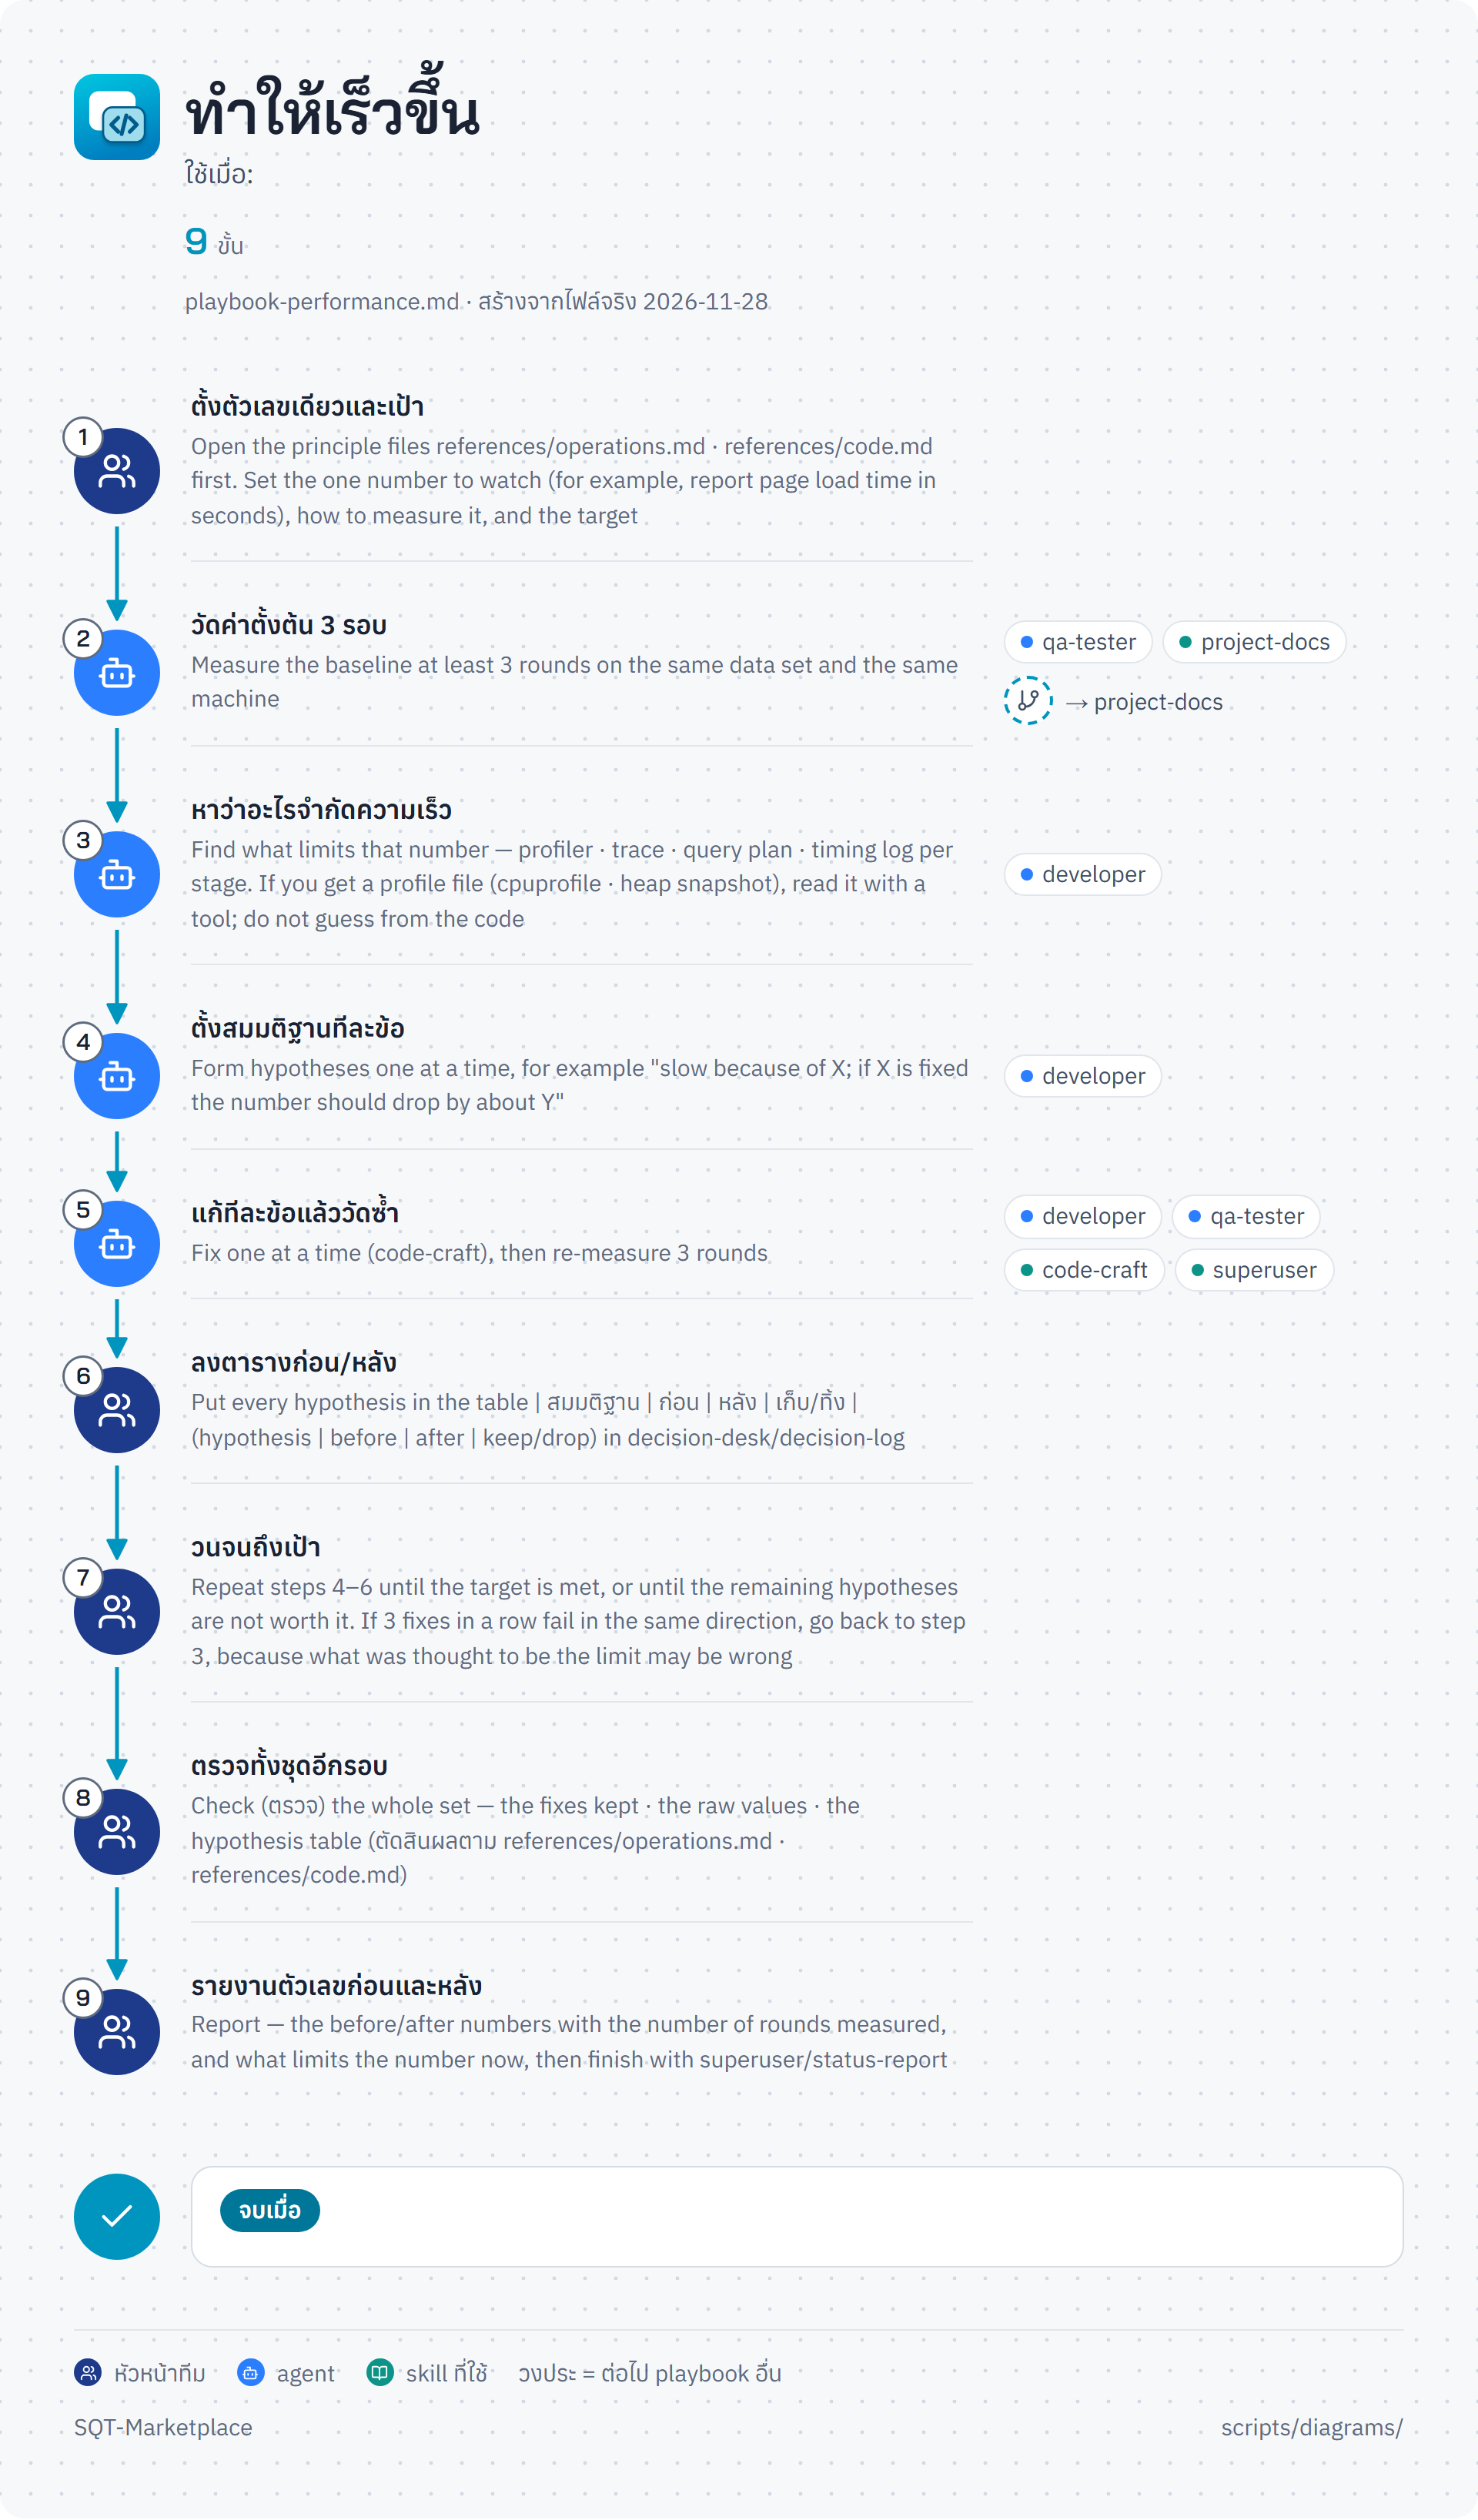 </>
ทำให้เร็วขึ้น
ใช้เมื่อ:
9 ขั้น
playbook-performance.md · สร้างจากไฟล์จริง 2026-11-28
1
ตั้งตัวเลขเดียวและเป้า
Open the principle files references/operations.md · references/code.md
first. Set the one number to watch (for example, report page load time in
seconds), how to measure it, and the target
2
วัดค่าตั้งต้น 3 รอบ
Measure the baseline at least 3 rounds on the same data set and the same
machine
qa-tester project-docs
→ project-docs
3
หาว่าอะไรจำกัดความเร็ว
Find what limits that number — profiler · trace · query plan · timing log per
stage. If you get a profile file (cpuprofile · heap snapshot), read it with a
tool; do not guess from the code
developer
4
ตั้งสมมติฐานทีละข้อ
Form hypotheses one at a time, for example "slow because of X; if X is fixed
the number should drop by about Y"
developer
5
แก้ทีละข้อแล้ววัดซ้ำ
Fix one at a time (code-craft), then re-measure 3 rounds
developer qa-tester
code-craft superuser
6
ลงตารางก่อน/หลัง
Put every hypothesis in the table | สมมติฐาน | ก่อน | หลัง | เก็บ/ทิ้ง |
(hypothesis | before | after | keep/drop) in decision-desk/decision-log
7
วนจนถึงเป้า
Repeat steps 4–6 until the target is met, or until the remaining hypotheses
are not worth it. If 3 fixes in a row fail in the same direction, go back to step
3, because what was thought to be the limit may be wrong
8
ตรวจทั้งชุดอีกรอบ
Check (ตรวจ) the whole set — the fixes kept · the raw values · the
hypothesis table (ตัดสินผลตาม references/operations.md ·
references/code.md)
9
รายงานตัวเลขก่อนและหลัง
Report — the before/after numbers with the number of rounds measured,
and what limits the number now, then finish with superuser/status-report
จบเมื่อ
หัวหน้าทีม agent skill ที่ใช้ วงประ = ต่อไป playbook อื่น
SQT-Marketplace scripts/diagrams/